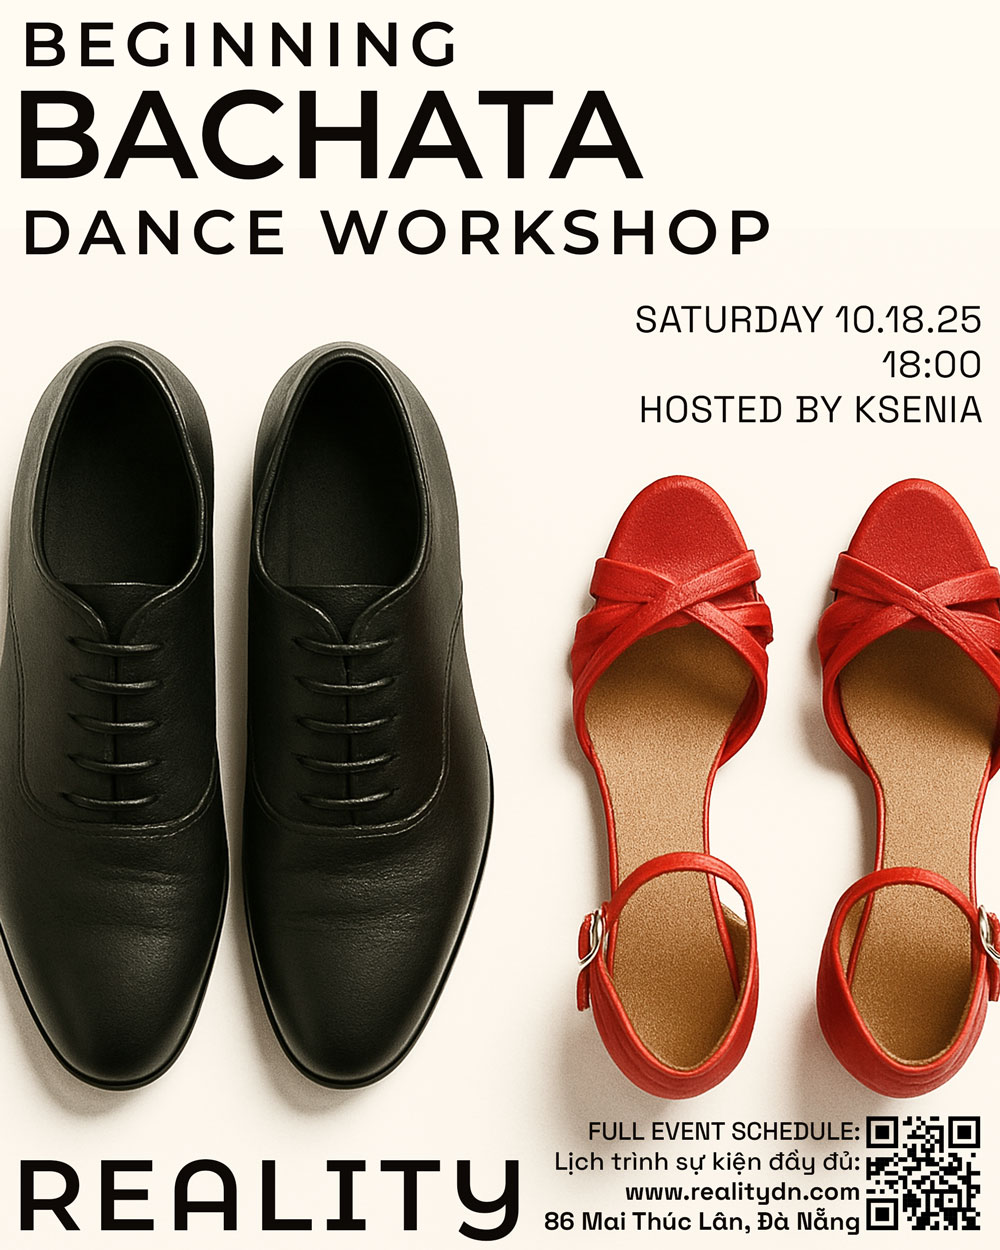 BEGINNING
BACHATA
DANCE WORKSHOP
SATURDAY 10.18.25
18:00
HOSTED BY KSENIA
FULL EVENT SCHEDULE:
Lịch trình sự kiện đầy đủ:
www.realitydn.com
86 Mai Thúc Lân, Đà Nẵng
REALITY